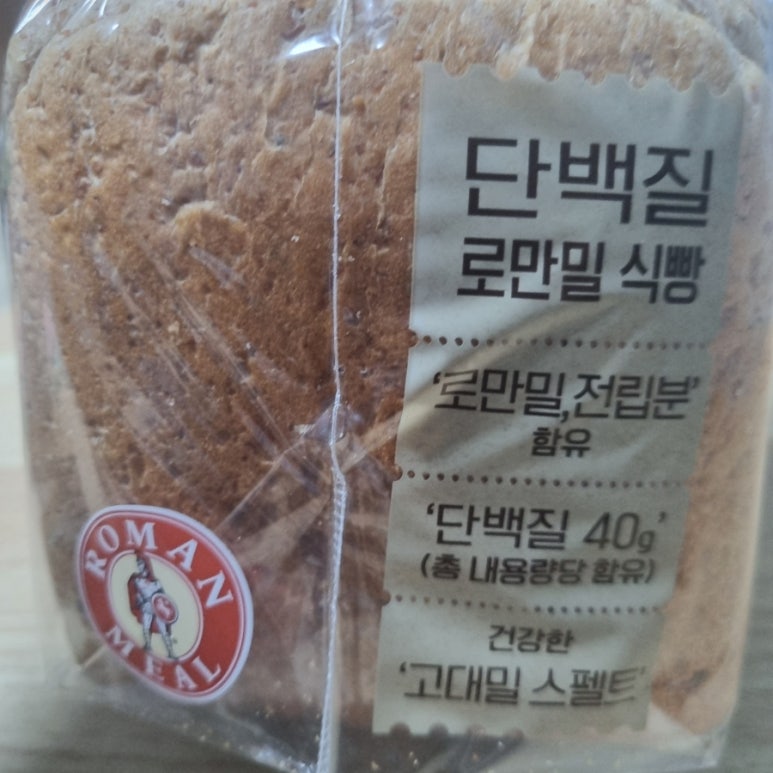 단백질
로만밀 식빵
‘로만밀,전립분’
함유
‘단백질 40g’
(총 내용량당 함유)
건강한
‘고대밀 스펠트’
ROMAN
MEAL